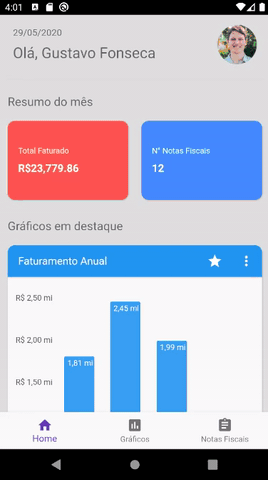 4:01
29/05/2020
Olá, Gustavo Fonseca
Resumo do mês
Total Faturado
R$23,779.86
N° Notas Fiscais
12
Gráficos em destaque
Faturamento Anual
R$ 2,50 mi
2,45 mi
R$ 2,00 mi
1,99 mi
1,81 mi
R$ 1,50 mi
Home
Gráficos
Notas Fiscais